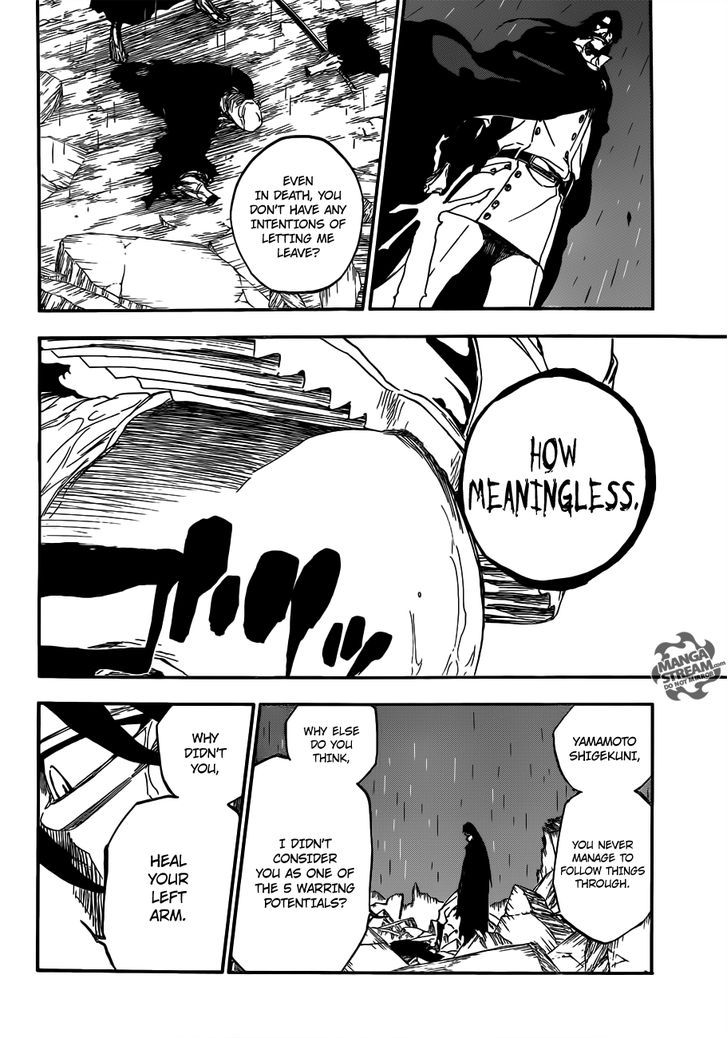 EVEN
IN DEATH, YOU
DON'T HAVE ANY
INTENTIONS OF
LETTING ME
LEAVE?
HOW
MEANINGLESS.
MANGA
STREAM.com
DO NOT MIRROR
YAMAMOTO
SHIGEKUNI,
YOU NEVER
MANAGE TO
FOLLOW THINGS
THROUGH.
WHY ELSE
DO YOU
THINK,
I DIDN'T
CONSIDER
YOU AS ONE OF
THE 5 WARRING
POTENTIALS?
WHY
DIDN'T
YOU,
HEAL
YOUR
LEFT
ARM.